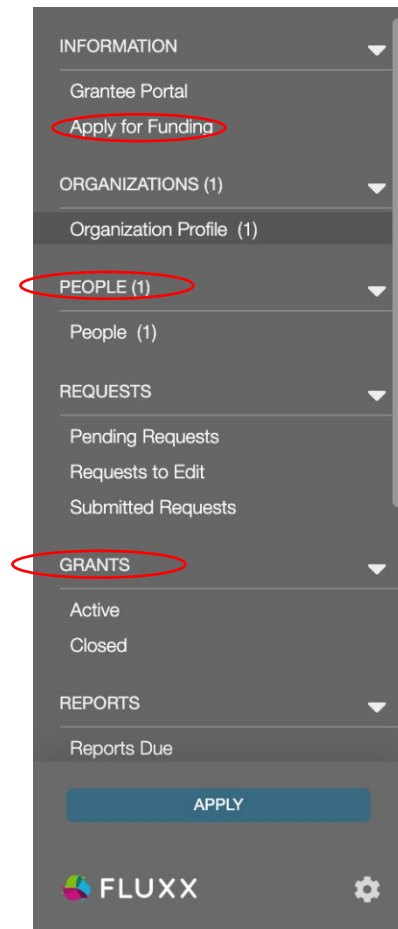 INFORMATION
Grantee Portal
Apply for Funding
ORGANIZATIONS (1)
Organization Profile (1)
PEOPLE (1)
People (1)
REQUESTS
Pending Requests
Requests to Edit
Submitted Requests
GRANTS
Active
Closed
REPORTS
Reports Due
APPLY
FLUXX